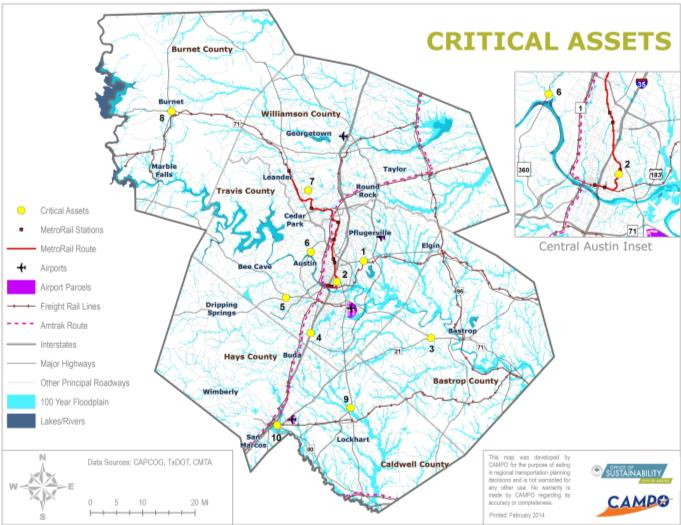 CRITICAL ASSETS
Burnet County
Burnet
8
71
Williamson County
Georgetown
Marble
Falls
Leander
7
Taylor
Travis County
Round
Rock
Cedar
Park
Pflugerville
6
Austin
1
Elgin
Bee Cave
2
5
Dripping
Springs
4
3
Bastrop
Hays County
Buda
21
71
Bastrop County
Wimberly
9
10
San
Marcos
Lockhart
80
Caldwell County
6
35
1
2
360
183
71
Central Austin Inset
Critical Assets
MetroRail Stations
MetroRail Route
Airports
Airport Parcels
Freight Rail Lines
Amtrak Route
Interstates
Major Highways
Other Principal Roadways
100 Year Floodplain
Lakes/Rivers
N
W E
S
Data Sources: CAPCOG, TxDOT, CMTA
0 5 10 20 Mi
This map was developed by
CAMPO for the purpose of aiding
in regional transportation planning
decisions and is not warranted for
any other use. No warranty is
made by CAMPO regarding its
accuracy or completeness.
Printed: February 2014
OFFICE OF
SUSTAINABILITY
CAMPO